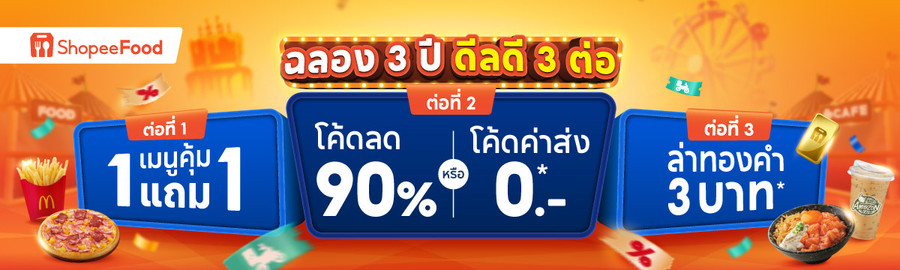 ShopeeFood
ฉลอง 3 ปี ดีลดี 3 ต่อ
FOOD
CAFE
ต่อที่ 1
1 เมนูคุ้ม
แถม 1
ต่อที่ 2
โค้ดลด
90%
หรือ
โค้ดค่าส่ง
0.-*
ต่อที่ 3
ล่าทองคำ
3 บาท*
%
%